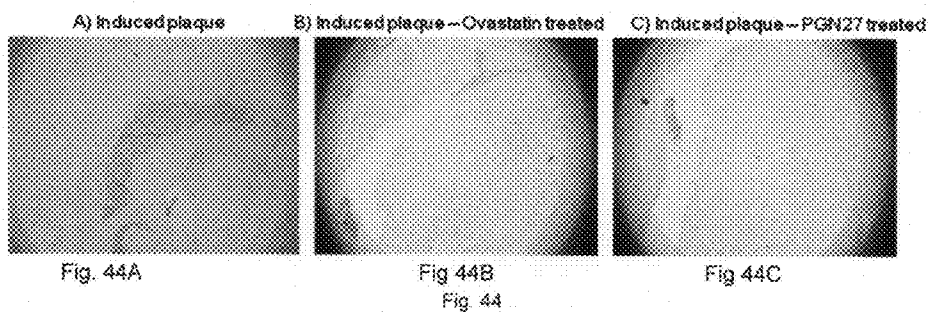 A) Induced plaque
B) Induced plaque – Ovastatin treated
C) Induced plaque – PGN27 treated
Fig. 44A
Fig 44B
Fig 44C
Fig. 44